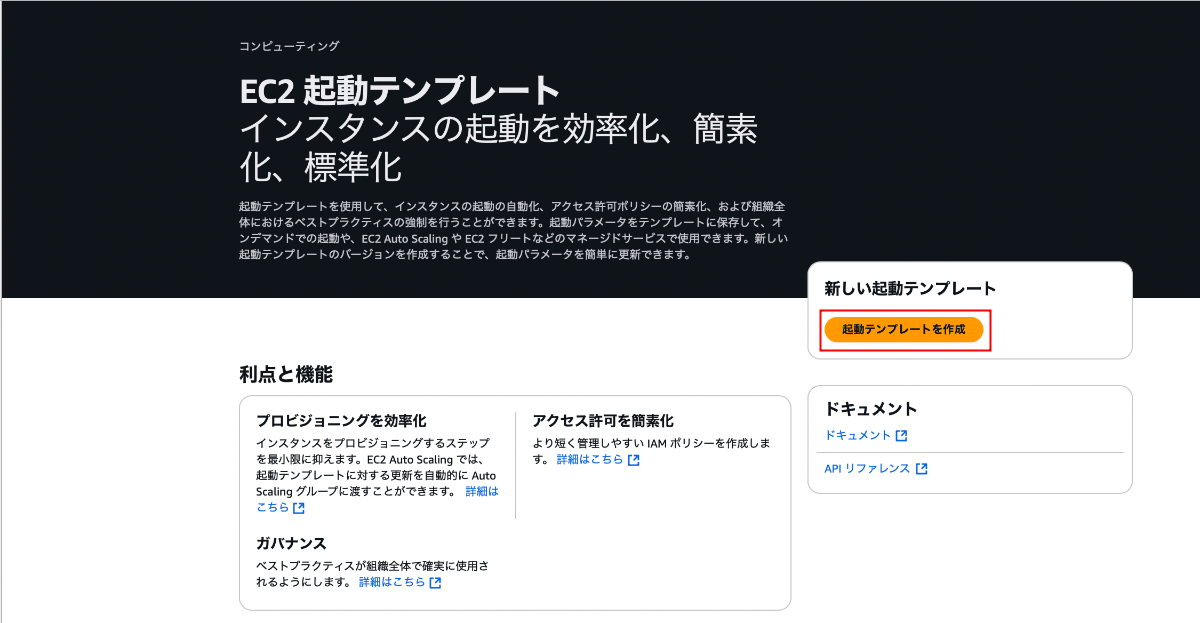 コンピューティング
EC2 起動テンプレート
インスタンスの起動を効率化、簡素
化、標準化
起動テンプレートを使用して、インスタンスの起動の自動化、アクセス許可ポリシーの簡素化、および組織全
体におけるベストプラクティスの強制を行うことができます。起動パラメータをテンプレートに保存して、オ
ンデマンドでの起動や、EC2 Auto Scaling や EC2 フリートなどのマネージドサービスで使用できます。新しい
起動テンプレートのバージョンを作成することで、起動パラメータを簡単に更新できます。
新しい起動テンプレート
起動テンプレートを作成
利点と機能
プロビジョニングを効率化
インスタンスをプロビジョニングするステップ
を最小限に抑えます。EC2 Auto Scaling では、
起動テンプレートに対する更新を自動的に Auto
Scaling グループに渡すことができます。 詳細は
こちら
アクセス許可を簡素化
より短く管理しやすい IAM ポリシーを作成しま
す。 詳細はこちら
ガバナンス
ベストプラクティスが組織全体で確実に使用さ
れるようにします。 詳細はこちら
ドキュメント
ドキュメント
API リファレンス